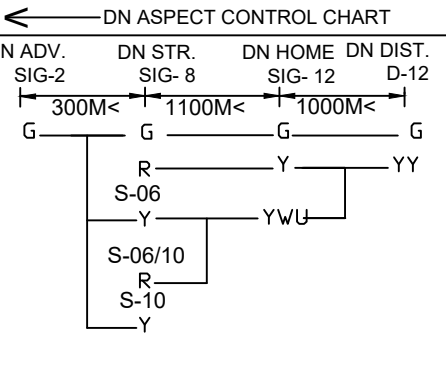 DN ASPECT CONTROL CHART
N ADV. DN STR. DN HOME DN DIST.
SIG-2 SIG- 8 SIG- 12 D-12
300M< 1100M< 1000M<
G G G G
R Y YY
S-06
Y YWU
S-06/10
R
S-10
Y